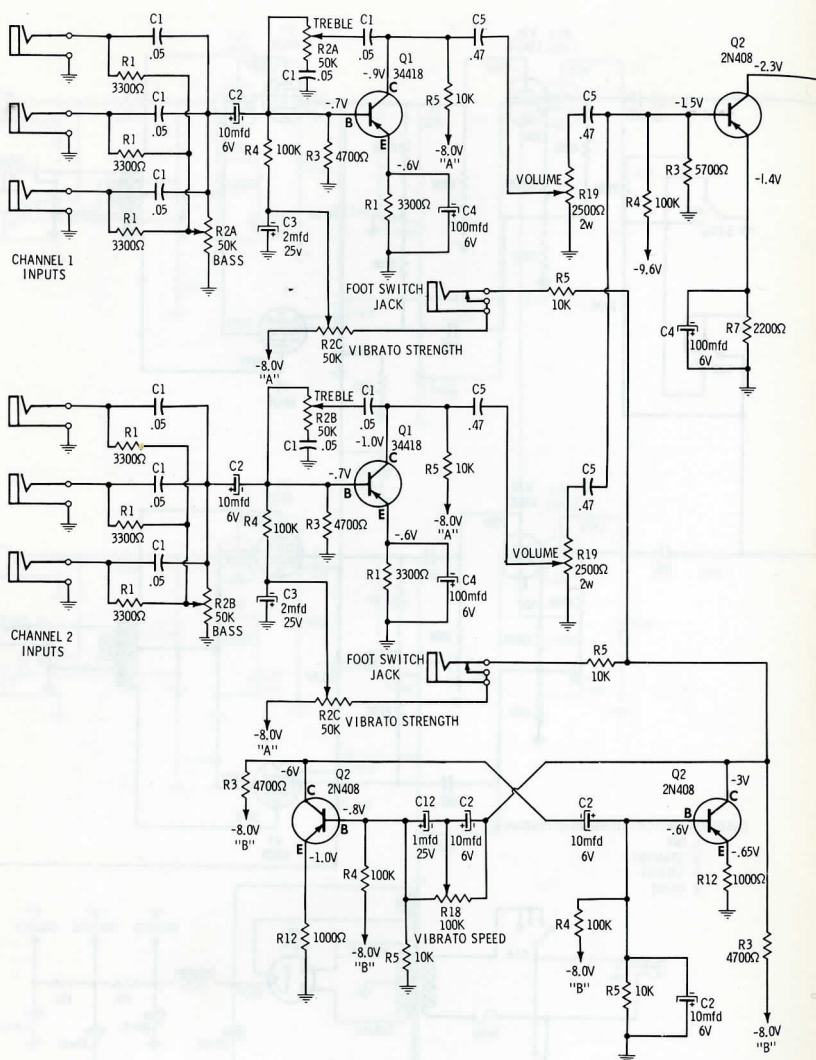 C1
.05
R1
3300Ω
C1
.05
R1
3300Ω
C1
.05
R1
3300Ω
R2A
50K
BASS
CHANNEL 1
INPUTS
C2
10mfd
6V
TREBLE
R2A
50K
C1
.05
C1
.05
Q1
34418
-.9V
C
-.7V
B
E
-.6V
R4
100K
R3
4700Ω
R1
3300Ω
C4
100mfd
6V
C3
2mfd
25v
R5
10K
-8.0V
"A"
C5
.47
VOLUME
R19
2500Ω
2w
C5
.47
Q2
2N408
-2.3V
-1.5V
-1.4V
R4
100K
-9.6V
R3
5700Ω
C4
100mfd
6V
R7
2200Ω
FOOT SWITCH
JACK
R5
10K
-8.0V
"A"
R2C
50K
VIBRATO STRENGTH
C1
.05
R1
3300Ω
C1
.05
R1
3300Ω
C1
.05
R1
3300Ω
R2B
50K
BASS
CHANNEL 2
INPUTS
C2
10mfd
6V
TREBLE
R2B
50K
C1
.05
C1
.05
Q1
34418
-1.0V
C
-.7V
B
E
-.6V
R4
100K
R3
4700Ω
R1
3300Ω
C4
100mfd
6V
C3
2mfd
25V
R5
10K
-8.0V
"A"
C5
.47
VOLUME
R19
2500Ω
2w
C5
.47
FOOT SWITCH
JACK
R5
10K
-8.0V
"A"
R2C
50K
VIBRATO STRENGTH
R3
4700Ω
-8.0V
"B"
-6V
Q2
2N408
C
-.8V
B
E
-1.0V
R12
1000Ω
R4
100K
-8.0V
"B"
C12
1mfd
25V
C2
10mfd
6V
R18
100K
VIBRATO SPEED
R5
10K
C2
10mfd
6V
Q2
2N408
-3V
C
B
-.6V
E
-.65V
R12
1000Ω
R4
100K
-8.0V
"B"
R5
10K
C2
10mfd
6V
R3
4700Ω
-8.0V
"B"